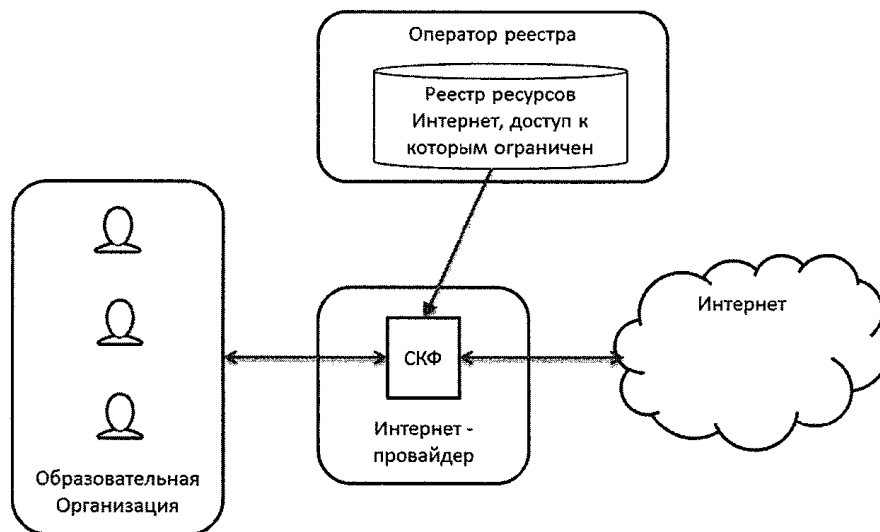 Оператор реестра
Реестр ресурсов
Интернет, доступ к
которым ограничен
Интернет
СКФ
Интернет -
провайдер
Образовательная
Организация